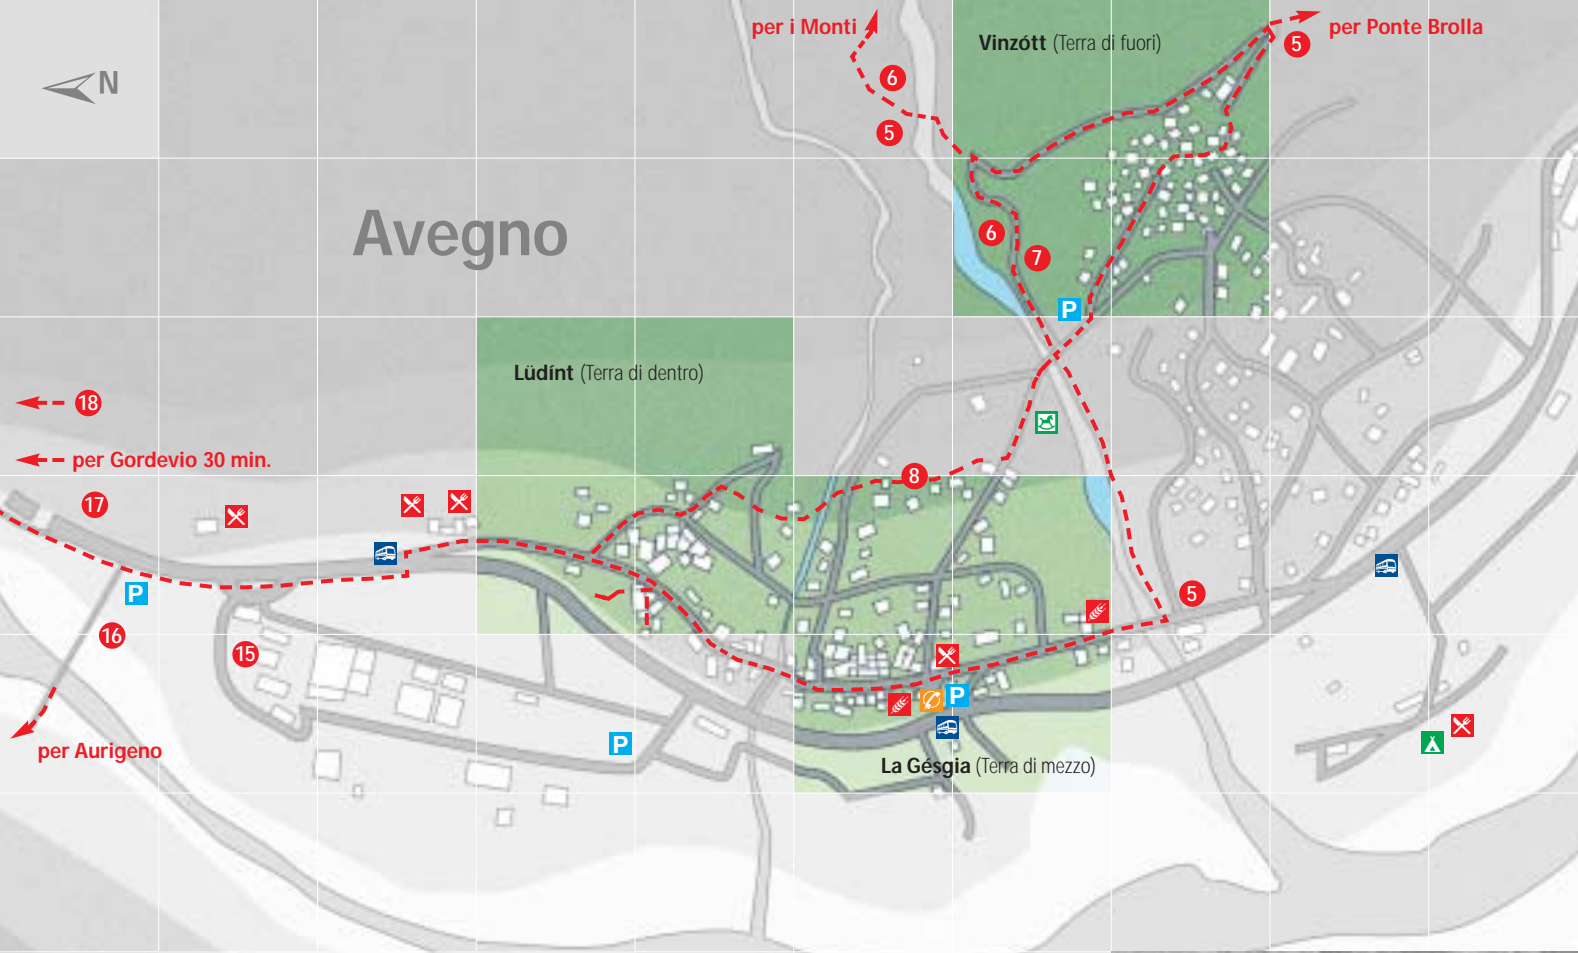 per i Monti
Vinzótt (Terra di fuori)
per Ponte Brolla
5
N
6
5
Avegno
6
7
P
Lüdínt (Terra di dentro)
18
per Gordevio 30 min.
8
17
P
5
16
15
P
per Aurigeno
P
La Gésgia (Terra di mezzo)